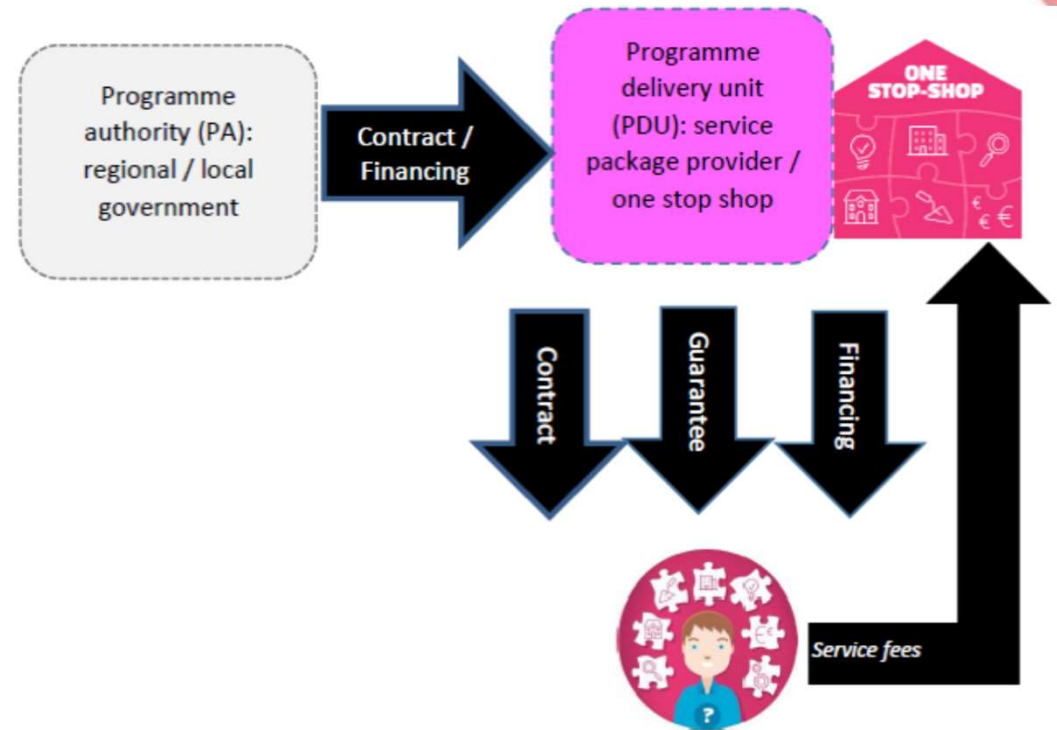 Programme
authority (PA):
regional / local
government
Contract /
Financing
Programme
delivery unit
(PDU): service
package provider /
one stop shop
ONE
STOP-SHOP
€ € €
Contract
Guarantee
Financing
€ €
?
Service fees